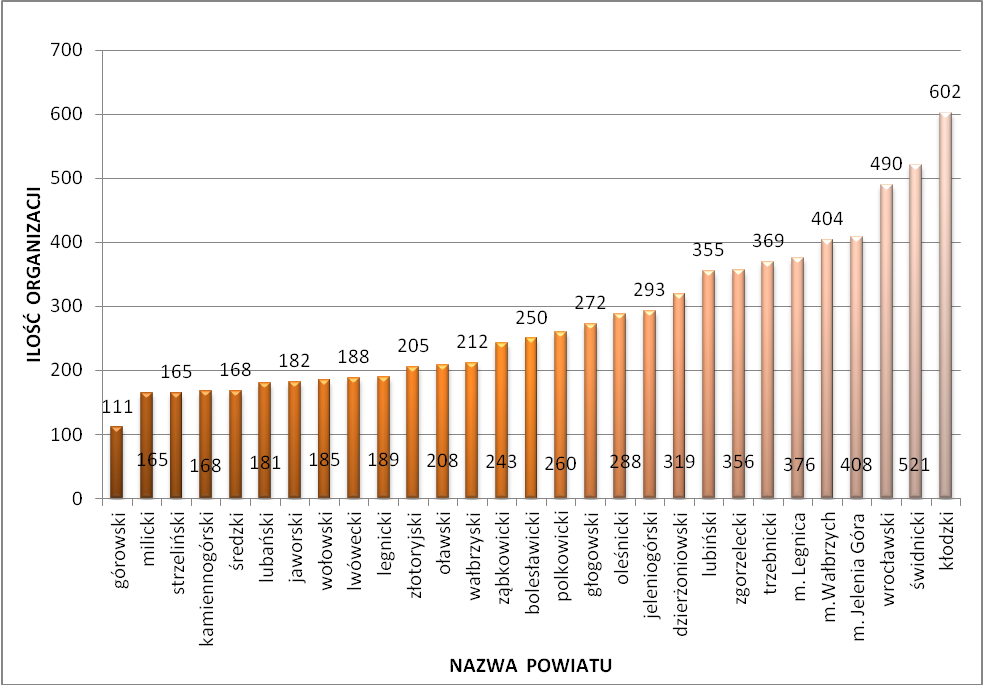 700
600
500
400
300
200
100
0
ILOŚĆ ORGANIZACJI
111
165
165
168
168
181
182
185
188
189
205
208
212
243
250
260
272
288
293
319
355
356
369
376
404
408
490
521
602
górowski
milicki
strzeliński
kamiennogórski
średzki
lubański
jaworski
wołowski
lwówecki
legnicki
złotoryjski
oławski
wałbrzyski
ząbkowicki
bolesławicki
polkowicki
głogowski
oleśnicki
jeleniogórski
dzierżoniowski
lubiński
zgorzelecki
trzebnicki
m. Legnica
m.Wałbrzych
m. Jelenia Góra
wrocławski
świdnicki
kłodzki
NAZWA POWIATU